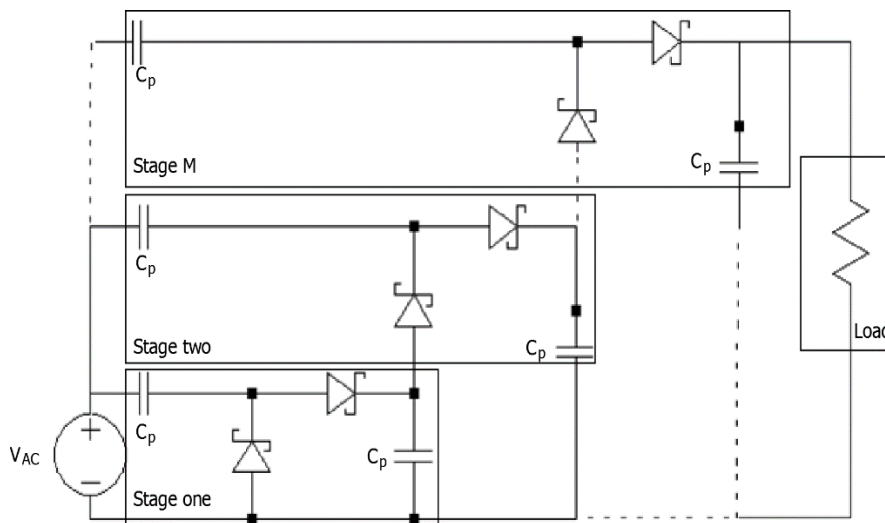 Cp
Cp
Stage M
Cp
Stage two
Cp
Load
Cp
VAC
Cp
Stage one